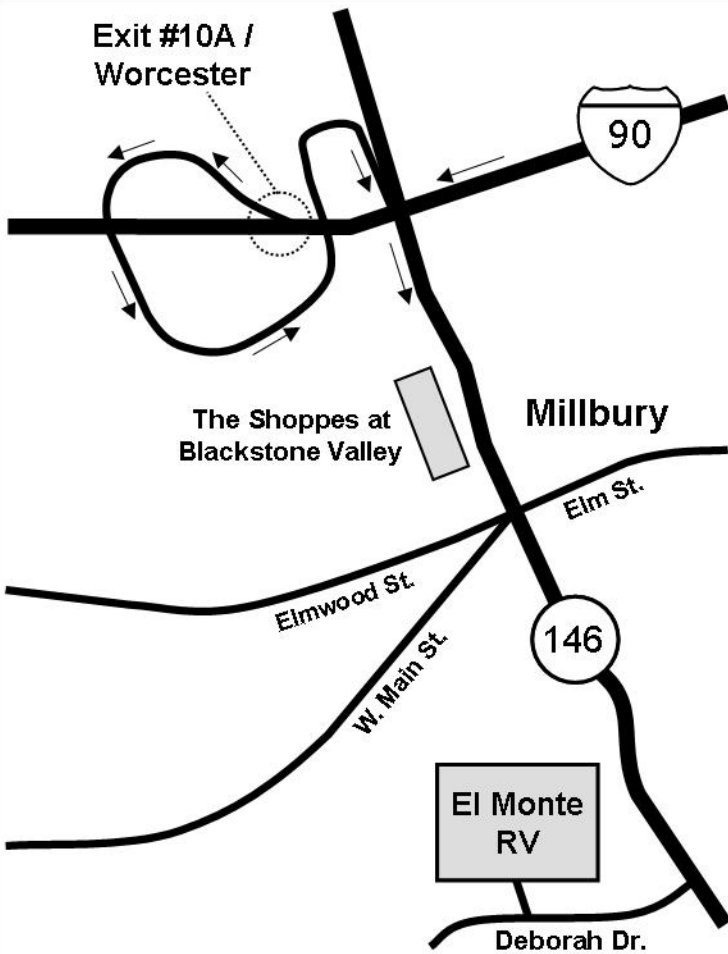 Exit #10A /
Worcester
90
The Shoppes at
Blackstone Valley
Millbury
Elm St.
Elmwood St.
W. Main St.
146
El Monte
RV
Deborah Dr.